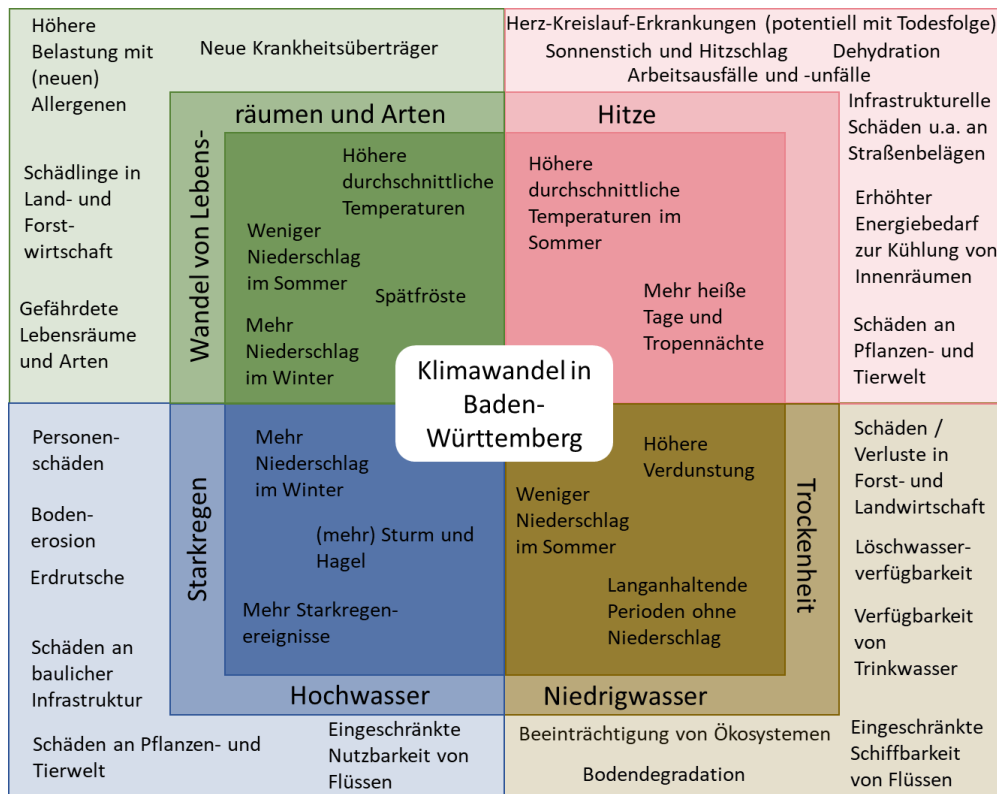 Höhere
Belastung mit
(neuen)
Allergenen
Neue Krankheitsüberträger
Schädlinge in
Land- und
Forst-
wirtschaft
Gefährdete
Lebensräume
und Arten
Wandel von Lebens-
räumen und Arten
Höhere
durchschnittliche
Temperaturen
Weniger
Niederschlag
im Sommer
Spätfröste
Mehr
Niederschlag
im Winter
Herz-Kreislauf-Erkrankungen (potentiell mit Todesfolge)
Sonnenstich und Hitzschlag
Dehydration
Arbeitsausfälle und -unfälle
Hitze
Infrastrukturelle
Schäden u.a. an
Straßenbelägen
Erhöhter
Energiebedarf
zur Kühlung von
Innenräumen
Schäden an
Pflanzen- und
Tierwelt
Höhere
durchschnittliche
Temperaturen im
Sommer
Mehr heiße
Tage und
Tropennächte
Klimawandel in
Baden-
Württemberg
Personen-
schäden
Boden-
erosion
Erdrutsche
Schäden an
baulicher
Infrastruktur
Schäden an Pflanzen- und
Tierwelt
Eingeschränkte
Nutzbarkeit von
Flüssen
Starkregen
Hochwasser
Mehr
Niederschlag
im Winter
(mehr) Sturm und
Hagel
Mehr Starkregen-
ereignisse
Höhere
Verdunstung
Weniger
Niederschlag
im Sommer
Langanhaltende
Perioden ohne
Niederschlag
Trockenheit
Niedrigwasser
Schäden /
Verluste in
Forst- und
Landwirtschaft
Löschwasser-
verfügbarkeit
Verfügbarkeit
von
Trinkwasser
Beeinträchtigung von Ökosystemen
Bodendegradation
Eingeschränkte
Schiffbarkeit
von Flüssen